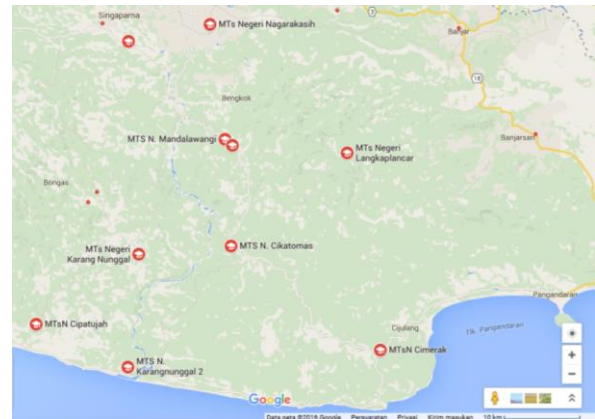 Singaparna
MTs Negeri Nagarakasih
3
Banjar
18
Bengkok
MTS N. Mandalawangi
MTs Negeri
Langkaplancar
Banjarsari
Bongas
MTs Negeri
Karang Nunggal
MTS N. Cikatomas
Pangandaran
MTsN Cipatujah
Cijulang
Tlk. Pangandaran
MTsN Cimerak
MTS N.
Karangnunggal 2
Google
Data peta ©2016 Google
Persyaratan
Privasi
Kirim masukan
10 km